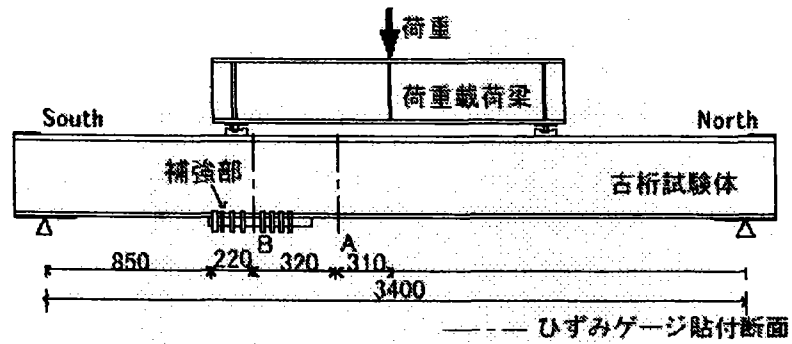 荷重
荷重載荷梁
South
North
補強部
古桁試験体
B
A
850
220
320
310
3400
ひずみゲージ貼付断面